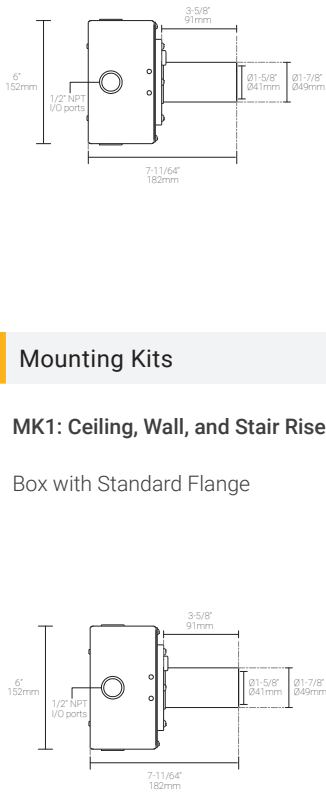 3-5/8"
91mm
6"
152mm
1/2" NPT
I/O ports
Ø1-5/8"
Ø41mm
Ø1-7/8"
Ø49mm
7-11/64"
182mm
Mounting Kits
MK1: Ceiling, Wall, and Stair Rise
Box with Standard Flange
3-5/8"
91mm
6"
152mm
1/2" NPT
I/O ports
Ø1-5/8"
Ø41mm
Ø1-7/8"
Ø49mm
7-11/64"
182mm